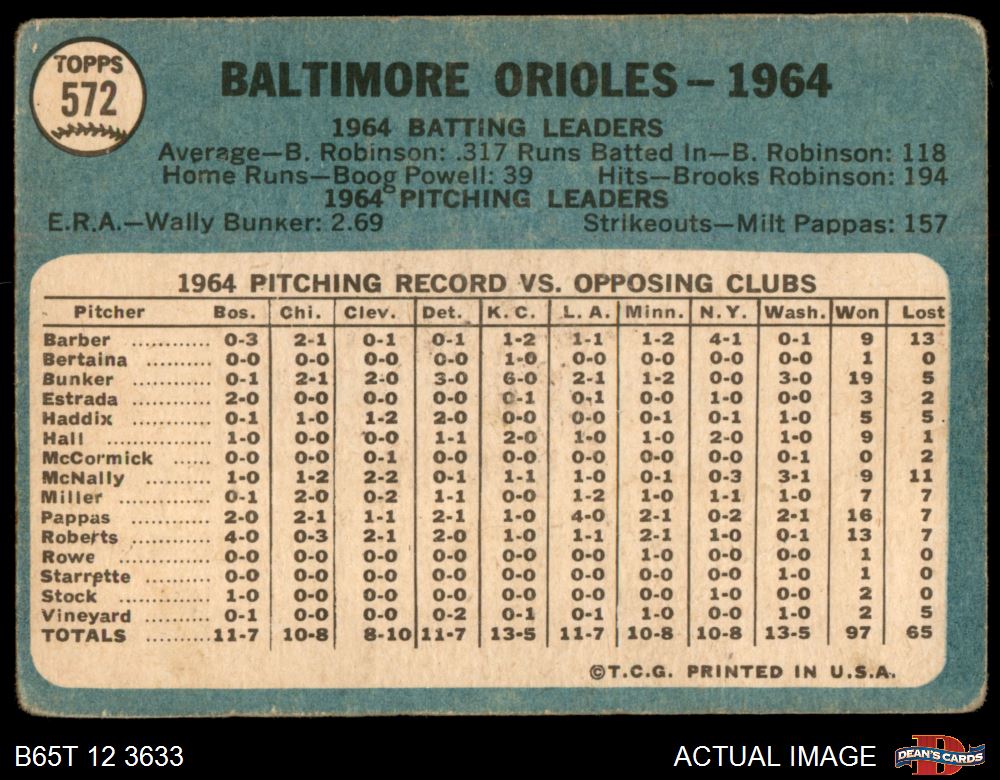 TOPPS
572
BALTIMORE ORIOLES – 1964
1964 BATTING LEADERS
Average—B. Robinson: .317 Runs Batted In—B. Robinson: 118
Home Runs—Boog Powell: 39 Hits—Brooks Robinson: 194
1964 PITCHING LEADERS
E.R.A.—Wally Bunker: 2.69 Strikeouts—Milt Pappas: 157
1964 PITCHING RECORD VS. OPPOSING CLUBS
Pitcher Bos. Chi. Clev. Det. K. C. L. A. Minn. N. Y. Wash. Won Lost
Barber .......... 0-3 2-1 0-1 0-1 1-2 1-1 1-2 4-1 0-1 9 13
Bertaina ........ 0-0 0-0 0-0 0-0 1-0 0-0 0-0 0-0 0-0 1 0
Bunker .......... 0-1 2-1 2-0 3-0 6-0 2-1 1-2 0-0 3-0 19 5
Estrada ......... 2-0 0-0 0-0 0-0 0-1 0-1 0-0 1-0 0-0 3 2
Haddix .......... 0-1 1-0 1-2 2-0 0-0 0-0 0-1 0-1 1-0 5 5
Hall ............. 1-0 0-0 0-0 1-1 2-0 1-0 1-0 2-0 1-0 9 1
McCormick ...... 0-0 0-0 0-1 0-0 0-0 0-0 0-0 0-0 0-1 0 2
McNally ......... 1-0 1-2 2-2 0-1 1-1 1-0 0-1 0-3 3-1 9 11
Miller ........... 0-1 2-0 0-2 1-1 0-0 1-2 1-0 1-1 1-0 7 7
Pappas .......... 2-0 2-1 1-1 2-1 1-0 4-0 2-1 0-2 2-1 16 7
Roberts ......... 4-0 0-3 2-1 2-0 1-0 1-1 2-1 1-0 0-1 13 7
Rowe ............ 0-0 0-0 0-0 0-0 0-0 0-0 1-0 0-0 0-0 1 0
Starrette ........ 0-0 0-0 0-0 0-0 0-0 0-0 0-0 0-0 1-0 1 0
Stock ............ 1-0 0-0 0-0 0-0 0-0 0-0 0-0 1-0 0-0 2 0
Vineyard ........ 0-1 0-0 0-0 0-2 0-1 0-1 1-0 0-0 1-0 2 5
TOTALS ......... 11-7 10-8 8-10 11-7 13-5 11-7 10-8 10-8 13-5 97 65
©T.C.G. PRINTED IN U.S.A.
B65T 12 3633 ACTUAL IMAGE DEAN'S CARDS